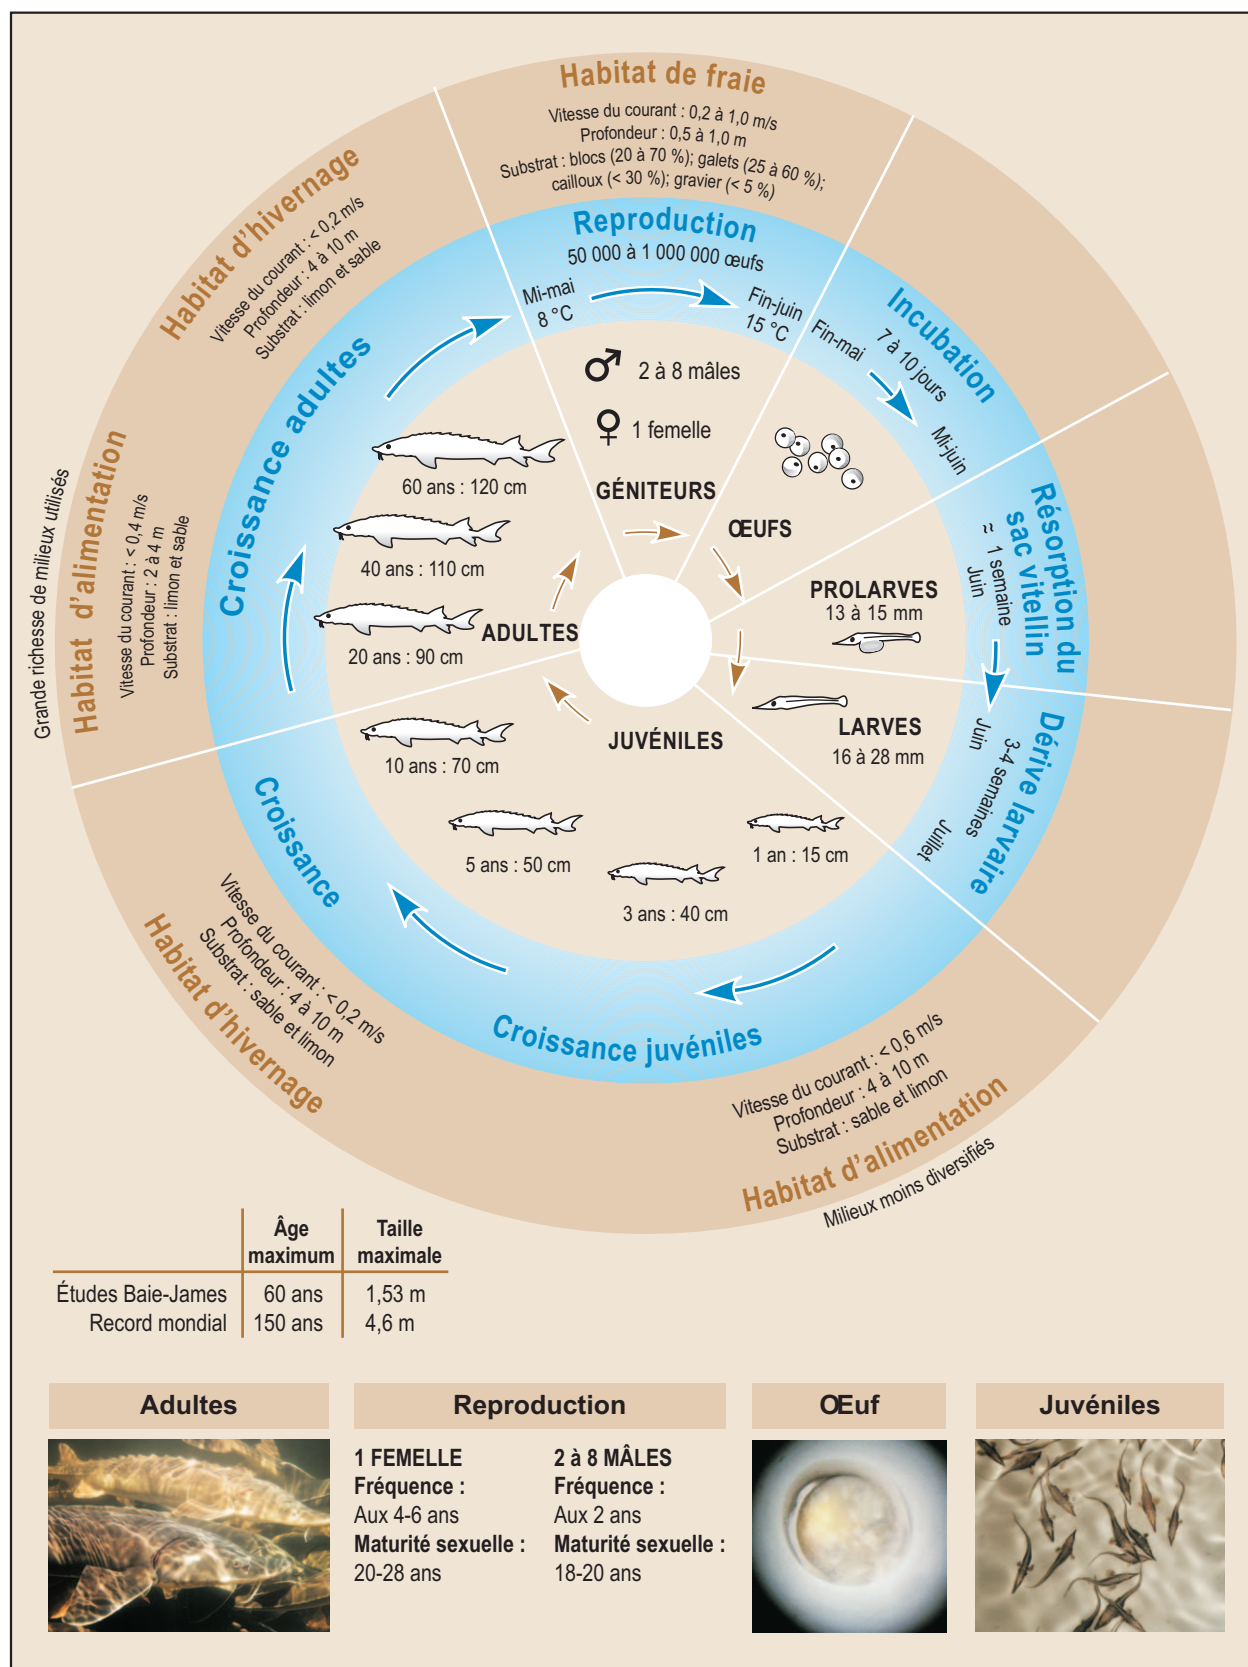 Habitat de fraie
Vitesse du courant : 0,2 à 1,0 m/s
Profondeur : 0,5 à 1,0 m
Substrat : blocs (20 à 70 %); galets (25 à 60 %);
cailloux (< 30 %); gravier (< 5 %)
Reproduction
50 000 à 1 000 000 œufs
Mi-mai
8 °C
Fin-juin
15 °C
Incubation
Fin-mai
7 à 10 jours
Mi-juin
Résorption du
sac vitellin
≈ 1 semaine
Juin
Dérive larvaire
Juin
3-4 semaines
Juillet
Habitat d'alimentation
Milieux moins diversifiés
Vitesse du courant : < 0,6 m/s
Profondeur : 4 à 10 m
Substrat : sable et limon
Croissance juvéniles
Croissance
Habitat d'hivernage
Vitesse du courant : < 0,2 m/s
Profondeur : 4 à 10 m
Substrat : sable et limon
Grande richesse de milieux utilisés
Habitat d'alimentation
Vitesse du courant : < 0,4 m/s
Profondeur : 2 à 4 m
Substrat : limon et sable
Habitat d'hivernage
Vitesse du courant : < 0,2 m/s
Profondeur : 4 à 10 m
Substrat : limon et sable
Croissance adultes
♂ 2 à 8 mâles
♀ 1 femelle
GÉNITEURS
ŒUFS
PROLARVES
13 à 15 mm
LARVES
16 à 28 mm
JUVÉNILES
1 an : 15 cm
3 ans : 40 cm
5 ans : 50 cm
10 ans : 70 cm
ADULTES
20 ans : 90 cm
40 ans : 110 cm
60 ans : 120 cm
Âge maximum Taille maximale
Études Baie-James 60 ans 1,53 m
Record mondial 150 ans 4,6 m
Adultes
Reproduction
1 FEMELLE
Fréquence :
Aux 4-6 ans
Maturité sexuelle :
20-28 ans
2 à 8 MÂLES
Fréquence :
Aux 2 ans
Maturité sexuelle :
18-20 ans
Œuf
Juvéniles